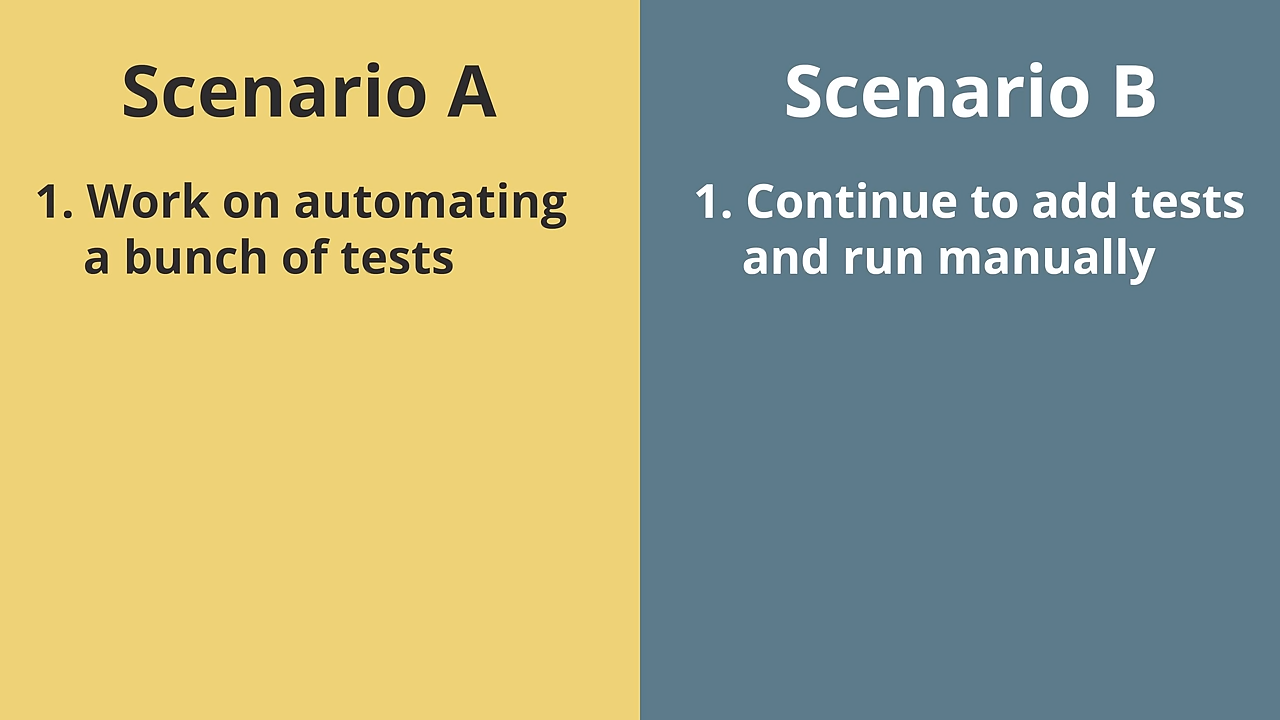 Scenario A
1. Work on automating
a bunch of tests
Scenario B
1. Continue to add tests
and run manually